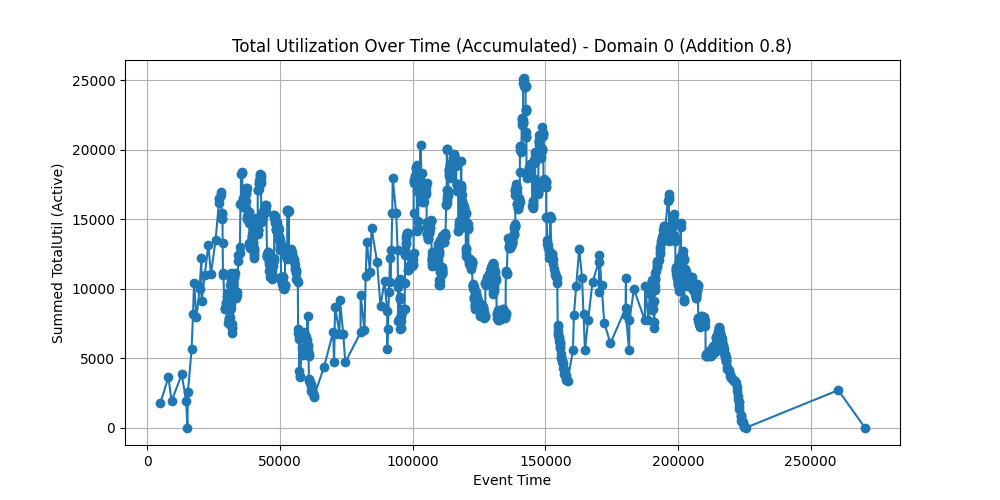 Total Utilization Over Time (Accumulated) - Domain 0 (Addition 0.8)
Summed TotalUtil (Active)
25000
20000
15000
10000
5000
0
0 50000 100000 150000 200000 250000
Event Time